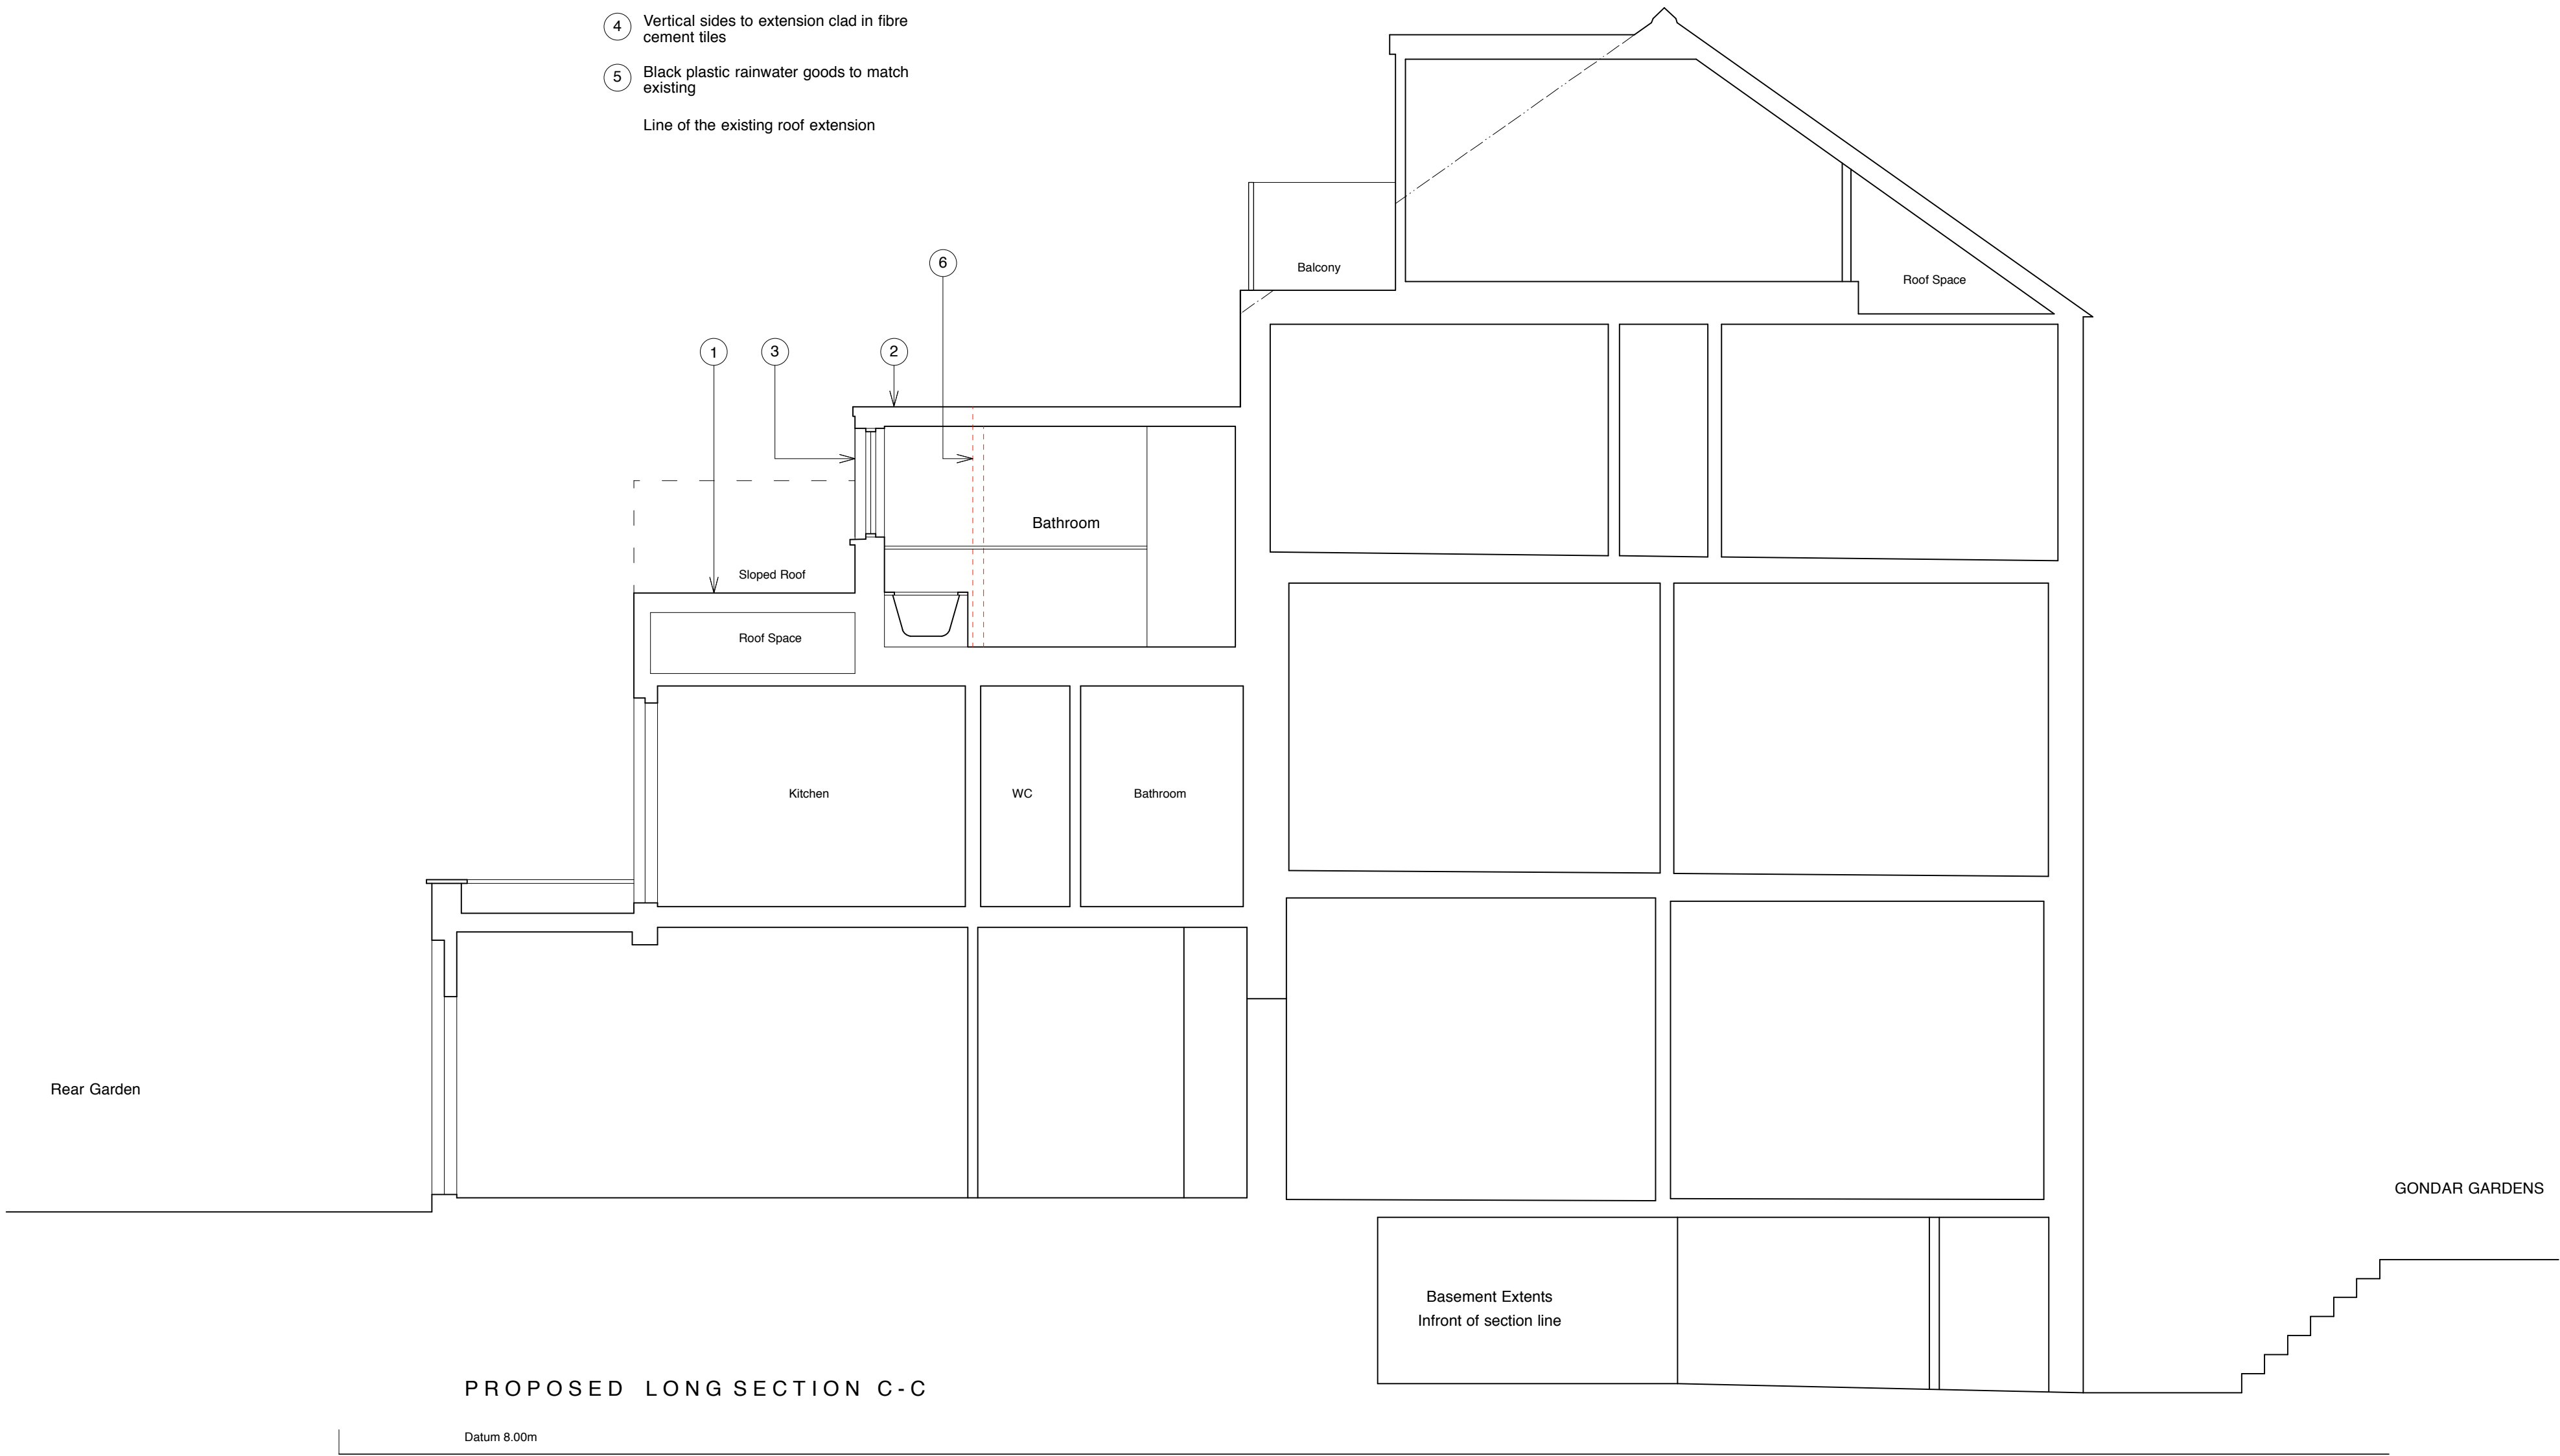 4 Vertical sides to extension clad in fibre
cement tiles
5 Black plastic rainwater goods to match
existing
Line of the existing roof extension
6
Balcony
Roof Space
1
3
2
Bathroom
Sloped Roof
Roof Space
Kitchen
WC
Bathroom
Rear Garden
GONDAR GARDENS
Basement Extents
Infront of section line
PROPOSED LONG SECTION C-C
Datum 8.00m